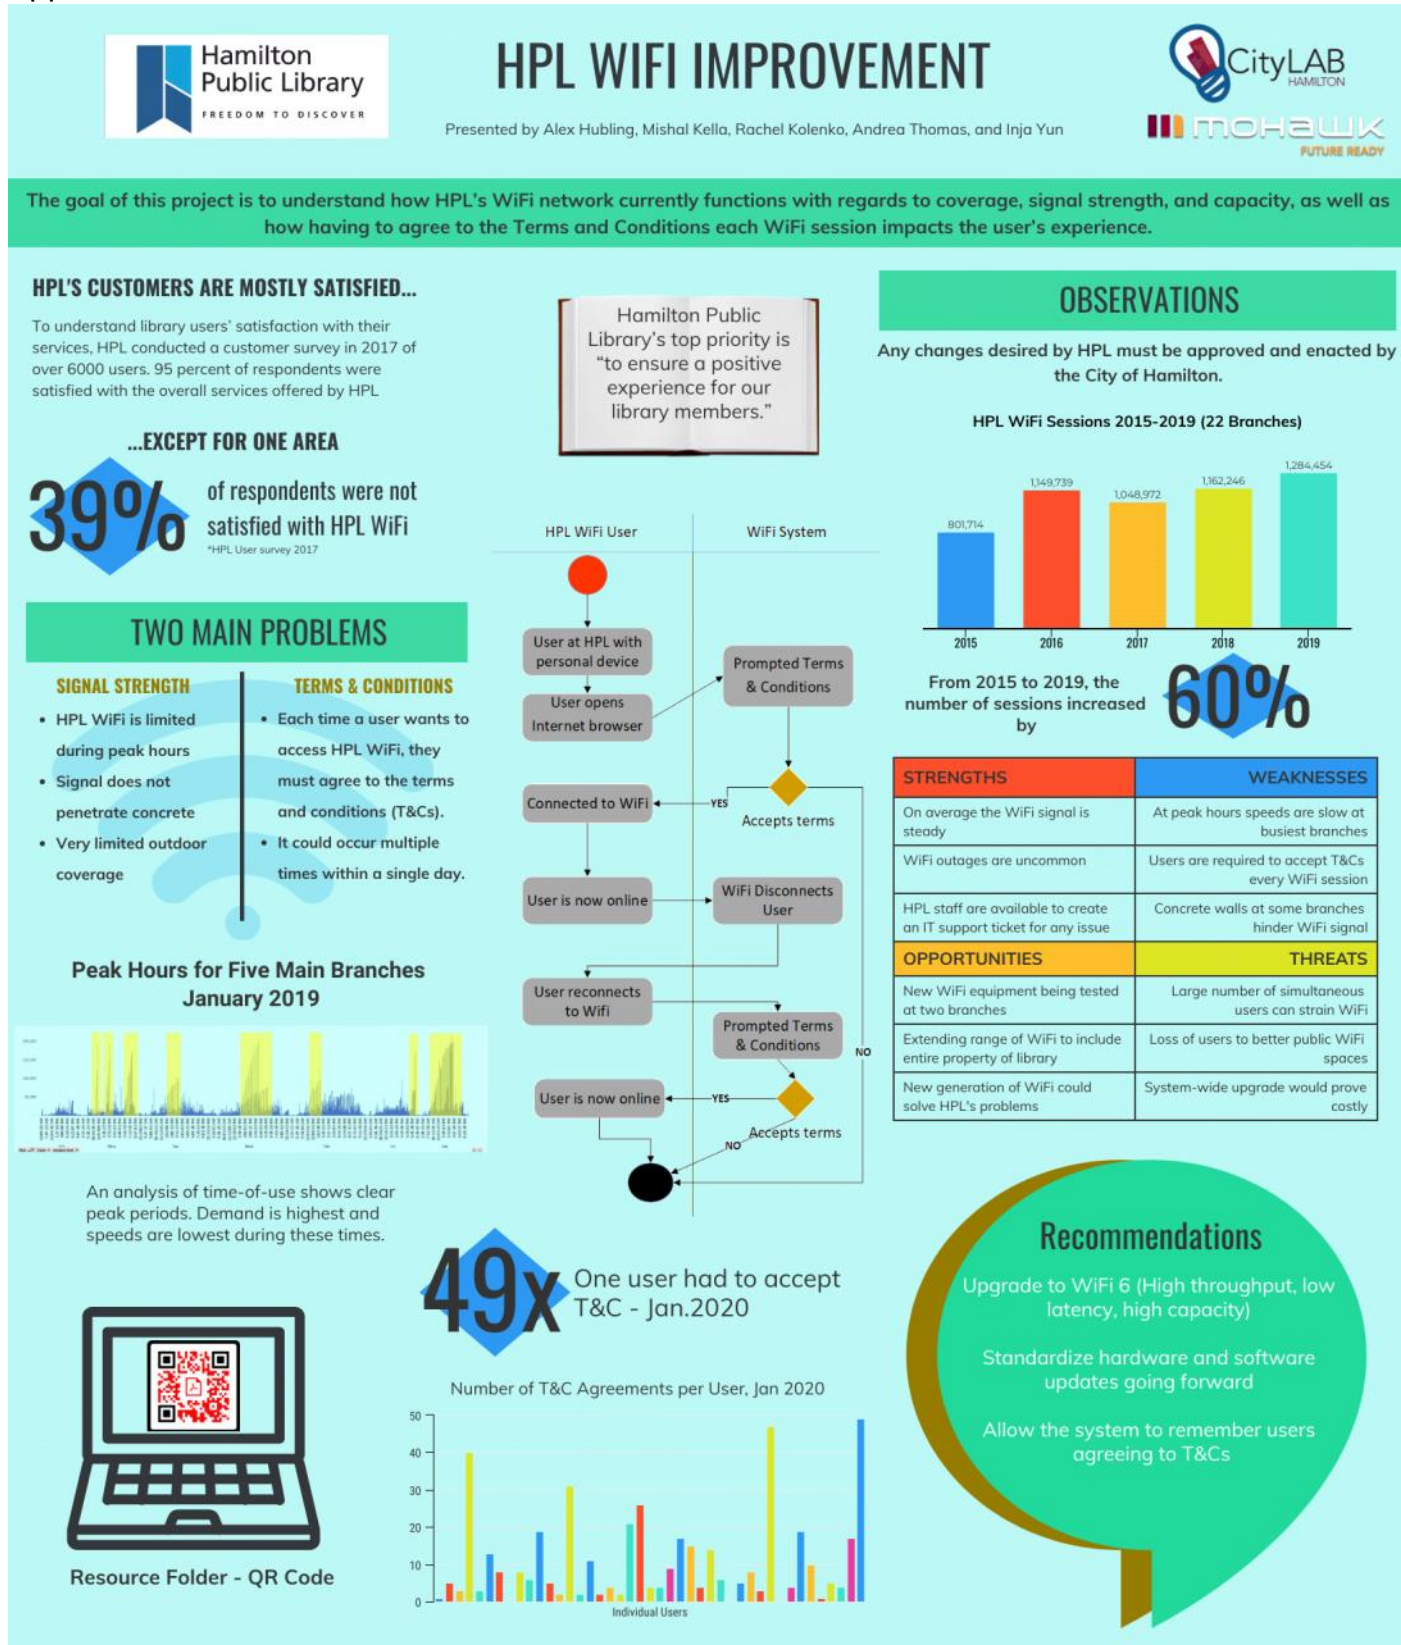 Hamilton
Public Library
FREEDOM TO DISCOVER
HPL WIFI IMPROVEMENT
Presented by Alex Hubling, Mishal Kella, Rachel Kolenko, Andrea Thomas, and Inja Yun
CityLAB
HAMILTON
mohawk
FUTURE READY
The goal of this project is to understand how HPL's WiFi network currently functions with regards to coverage, signal strength, and capacity, as well as
how having to agree to the Terms and Conditions each WiFi session impacts the user's experience.
HPL'S CUSTOMERS ARE MOSTLY SATISFIED...
To understand library users' satisfaction with their
services, HPL conducted a customer survey in 2017 of
over 6000 users. 95 percent of respondents were
satisfied with the overall services offered by HPL
...EXCEPT FOR ONE AREA
39%
of respondents were not
satisfied with HPL WiFi
*HPL User survey 2017
TWO MAIN PROBLEMS
SIGNAL STRENGTH
• HPL WiFi is limited
during peak hours
• Signal does not
penetrate concrete
• Very limited outdoor
coverage
TERMS & CONDITIONS
• Each time a user wants to
access HPL WiFi, they
must agree to the terms
and conditions (T&Cs).
• It could occur multiple
times within a single day.
Peak Hours for Five Main Branches
January 2019
An analysis of time-of-use shows clear
peak periods. Demand is highest and
speeds are lowest during these times.
Resource Folder - QR Code
Hamilton Public
Library's top priority is
“to ensure a positive
experience for our
library members.”
HPL WiFi User
WiFi System
User at HPL with
personal device
User opens
Internet browser
Prompted Terms
& Conditions
Accepts terms
YES
Connected to WiFi
User is now online
WiFi Disconnects
User
User reconnects
to Wifi
Prompted Terms
& Conditions
NO
YES
User is now online
Accepts terms
NO
49x
One user had to accept
T&C - Jan.2020
Number of T&C Agreements per User, Jan 2020
50
40
30
20
10
0
Individual Users
OBSERVATIONS
Any changes desired by HPL must be approved and enacted by
the City of Hamilton.
HPL WiFi Sessions 2015-2019 (22 Branches)
801,714
1,149,739
1,048,972
1,162,246
1,284,454
2015
2016
2017
2018
2019
From 2015 to 2019, the
number of sessions increased
by
60%
STRENGTHS
WEAKNESSES
On average the WiFi signal is
steady
At peak hours speeds are slow at
busiest branches
WiFi outages are uncommon
Users are required to accept T&Cs
every WiFi session
HPL staff are available to create
an IT support ticket for any issue
Concrete walls at some branches
hinder WiFi signal
OPPORTUNITIES
THREATS
New WiFi equipment being tested
at two branches
Large number of simultaneous
users can strain WiFi
Extending range of WiFi to include
entire property of library
Loss of users to better public WiFi
spaces
New generation of WiFi could
solve HPL's problems
System-wide upgrade would prove
costly
Recommendations
Upgrade to WiFi 6 (High throughput, low
latency, high capacity)
Standardize hardware and software
updates going forward
Allow the system to remember users
agreeing to T&Cs